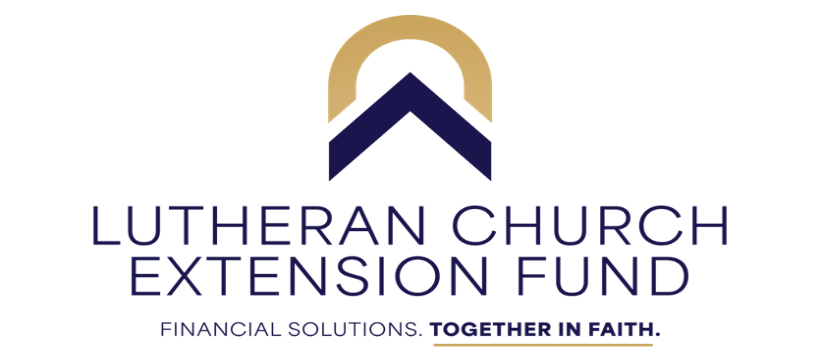 LUTHERAN CHURCH
EXTENSION FUND
FINANCIAL SOLUTIONS. TOGETHER IN FAITH.